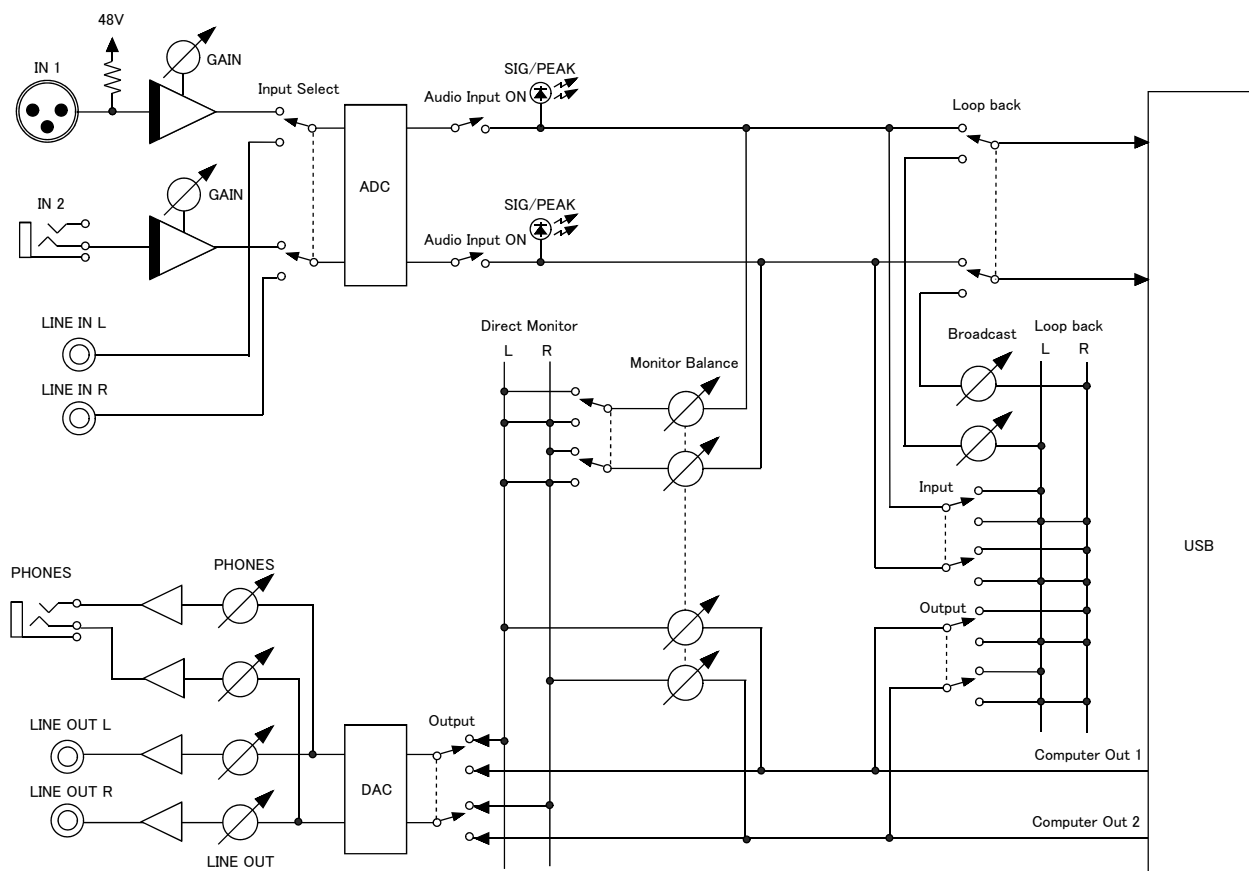 48V
IN 1
GAIN
Input Select
SIG/PEAK
Audio Input ON
Loop back
ADC
IN 2
GAIN
SIG/PEAK
Audio Input ON
LINE IN L
LINE IN R
Direct Monitor
L R
Monitor Balance
Broadcast
Loop back
L R
Input
USB
PHONES
PHONES
Output
LINE OUT L
LINE OUT R
LINE OUT
DAC
Output
Computer Out 1
Computer Out 2